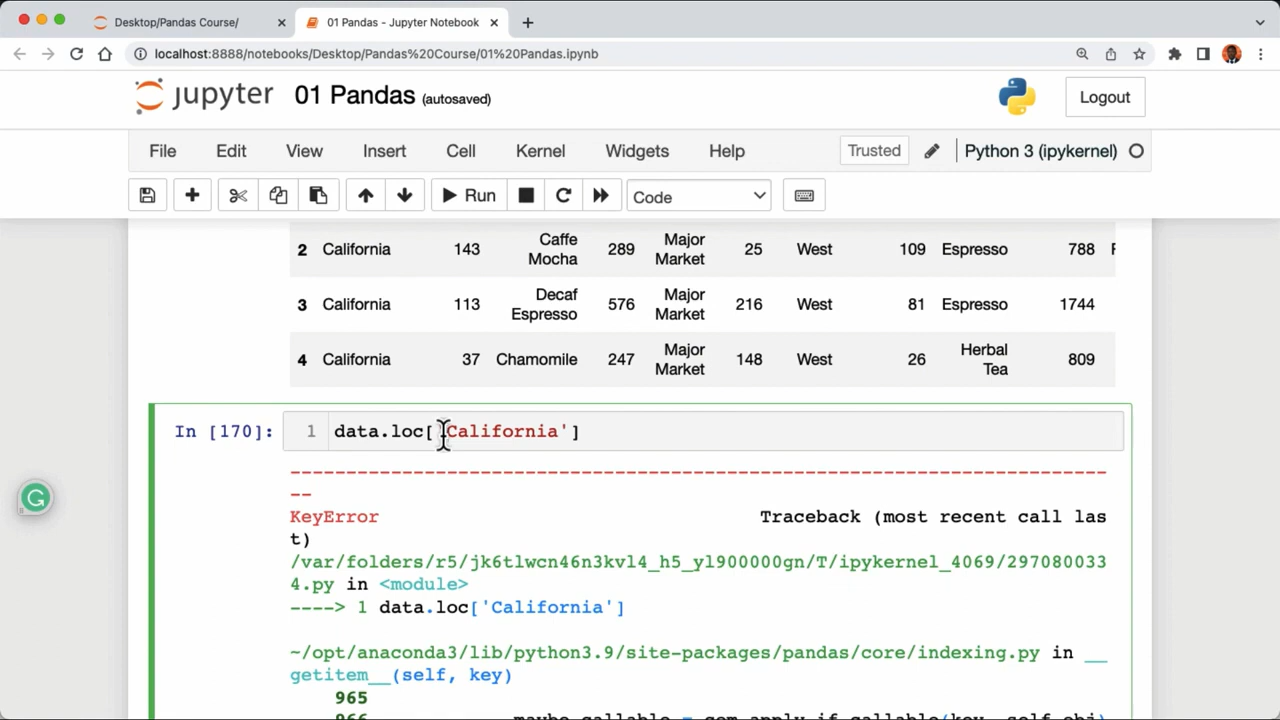 Desktop/Pandas Course/
01 Pandas - Jupyter Notebook
localhost:8888/notebooks/Desktop/Pandas%20Course/01%20Pandas.ipynb
jupyter 01 Pandas (autosaved)
Logout
File Edit View Insert Cell Kernel Widgets Help Trusted Python 3 (ipykernel)
Run Code
2 California 143 Caffe Mocha 289 Major Market 25 West 109 Espresso 788
3 California 113 Decaf Espresso 576 Major Market 216 West 81 Espresso 1744
4 California 37 Chamomile 247 Major Market 148 West 26 Herbal Tea 809
In [170]: 1 data.loc['California']
---------------------------------------------------------------------------
--
KeyError Traceback (most recent call las
t)
/var/folders/r5/jk6tlwcn46n3kvl4_h5_yl900000gn/T/ipykernel_4069/297080033
4.py in <module>
----> 1 data.loc['California']
~/opt/anaconda3/lib/python3.9/site-packages/pandas/core/indexing.py in __
getitem__(self, key)
965